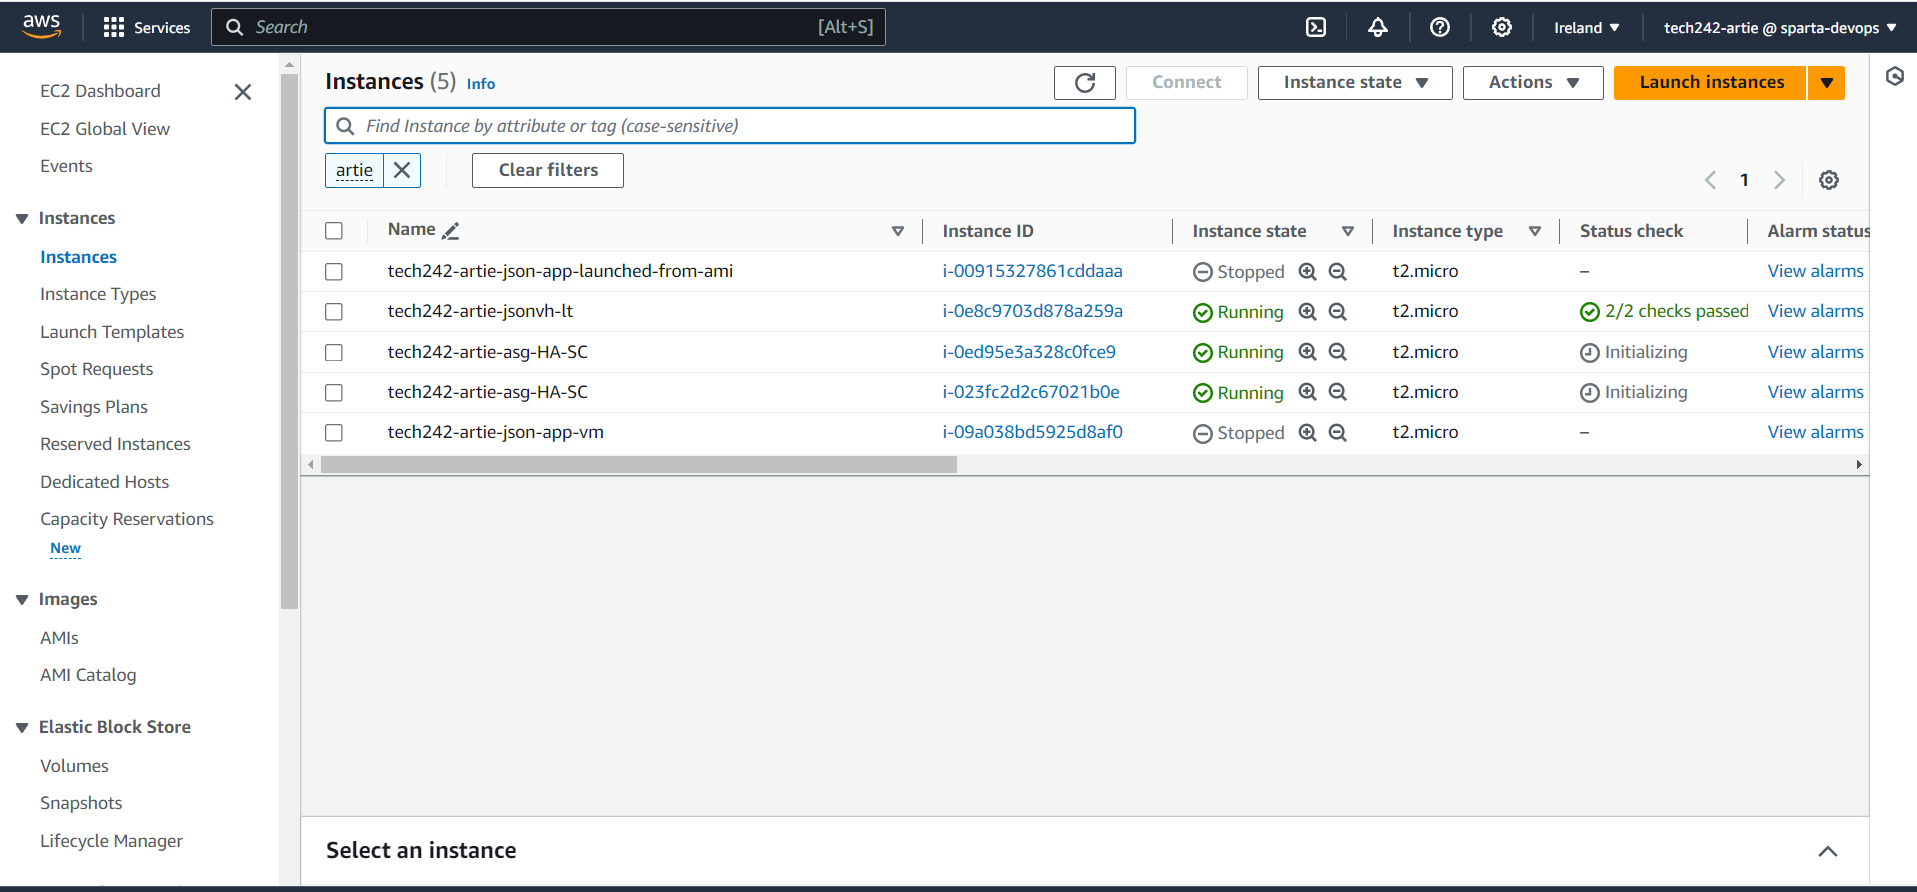 aws Services Search [Alt+S] Ireland tech242-artie @ sparta-devops
EC2 Dashboard
EC2 Global View
Events
Instances
Instances
Instance Types
Launch Templates
Spot Requests
Savings Plans
Reserved Instances
Dedicated Hosts
Capacity Reservations
New
Images
AMIs
AMI Catalog
Elastic Block Store
Volumes
Snapshots
Lifecycle Manager
Instances (5) Info Connect Instance state Actions Launch instances
Find Instance by attribute or tag (case-sensitive)
artie Clear filters
1
Name Instance ID Instance state Instance type Status check Alarm status
tech242-artie-json-app-launched-from-ami i-00915327861cddaaa Stopped t2.micro – View alarms
tech242-artie-jsonvh-lt i-0e8c9703d878a259a Running t2.micro 2/2 checks passed View alarms
tech242-artie-asg-HA-SC i-0ed95e3a328c0fce9 Running t2.micro Initializing View alarms
tech242-artie-asg-HA-SC i-023fc2d2c67021b0e Running t2.micro Initializing View alarms
tech242-artie-json-app-vm i-09a038bd5925d8af0 Stopped t2.micro – View alarms
Select an instance